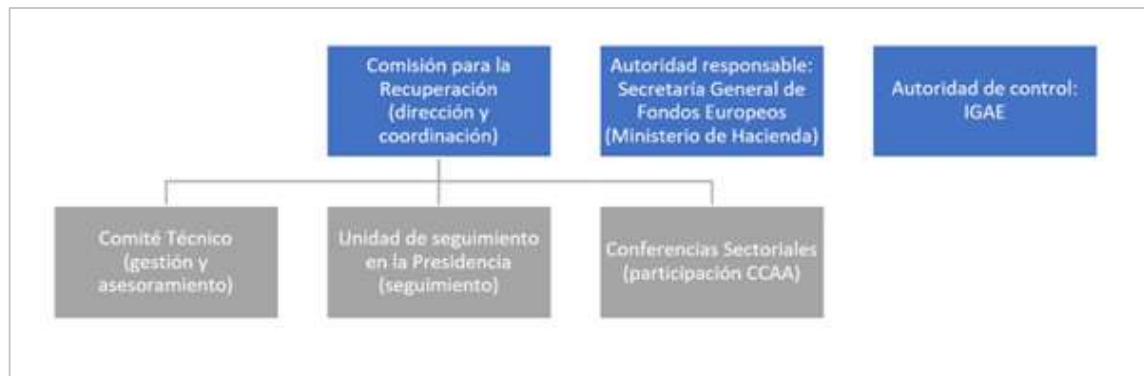 Comisión para la
Recuperación
(dirección y
coordinación)
Autoridad responsable:
Secretaría General de
Fondos Europeos
(Ministerio de Hacienda)
Autoridad de control:
IGAE
Comité Técnico
(gestión y
asesoramiento)
Unidad de seguimiento
en la Presidencia
(seguimiento)
Conferencias Sectoriales
(participación CCAA)